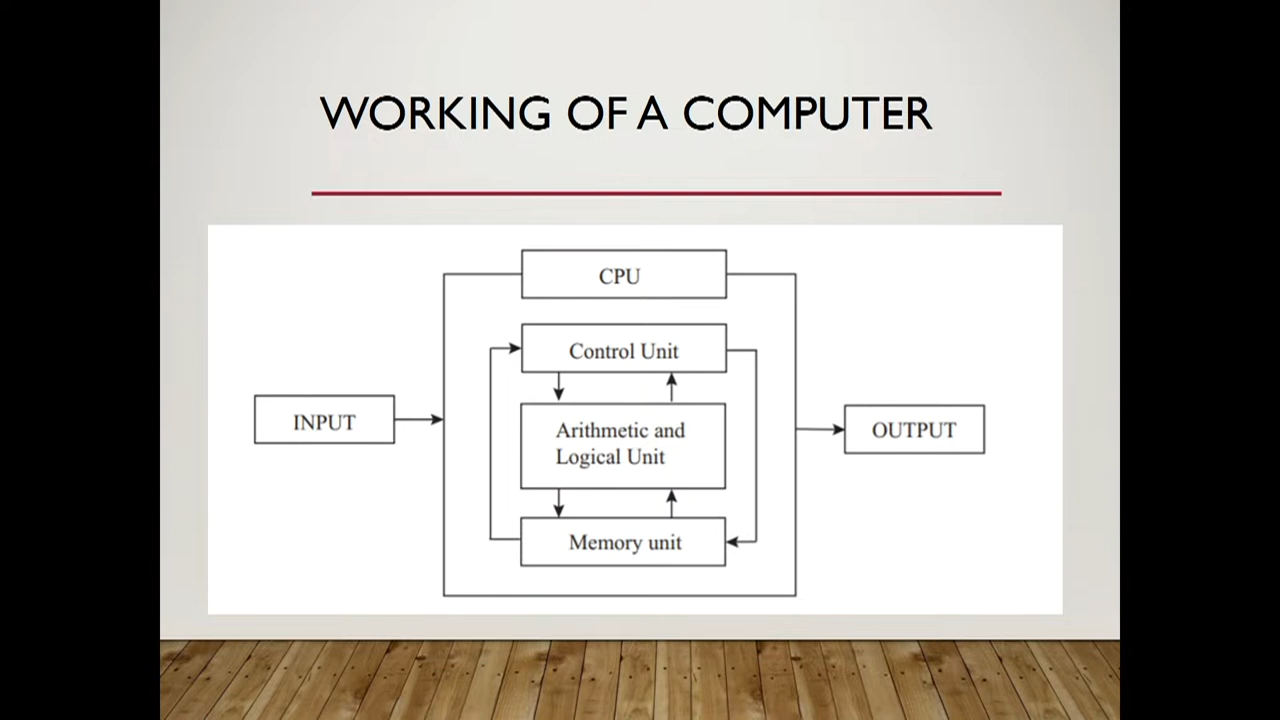 WORKING OF A COMPUTER
CPU
Control Unit
INPUT
Arithmetic and
Logical Unit
OUTPUT
Memory unit